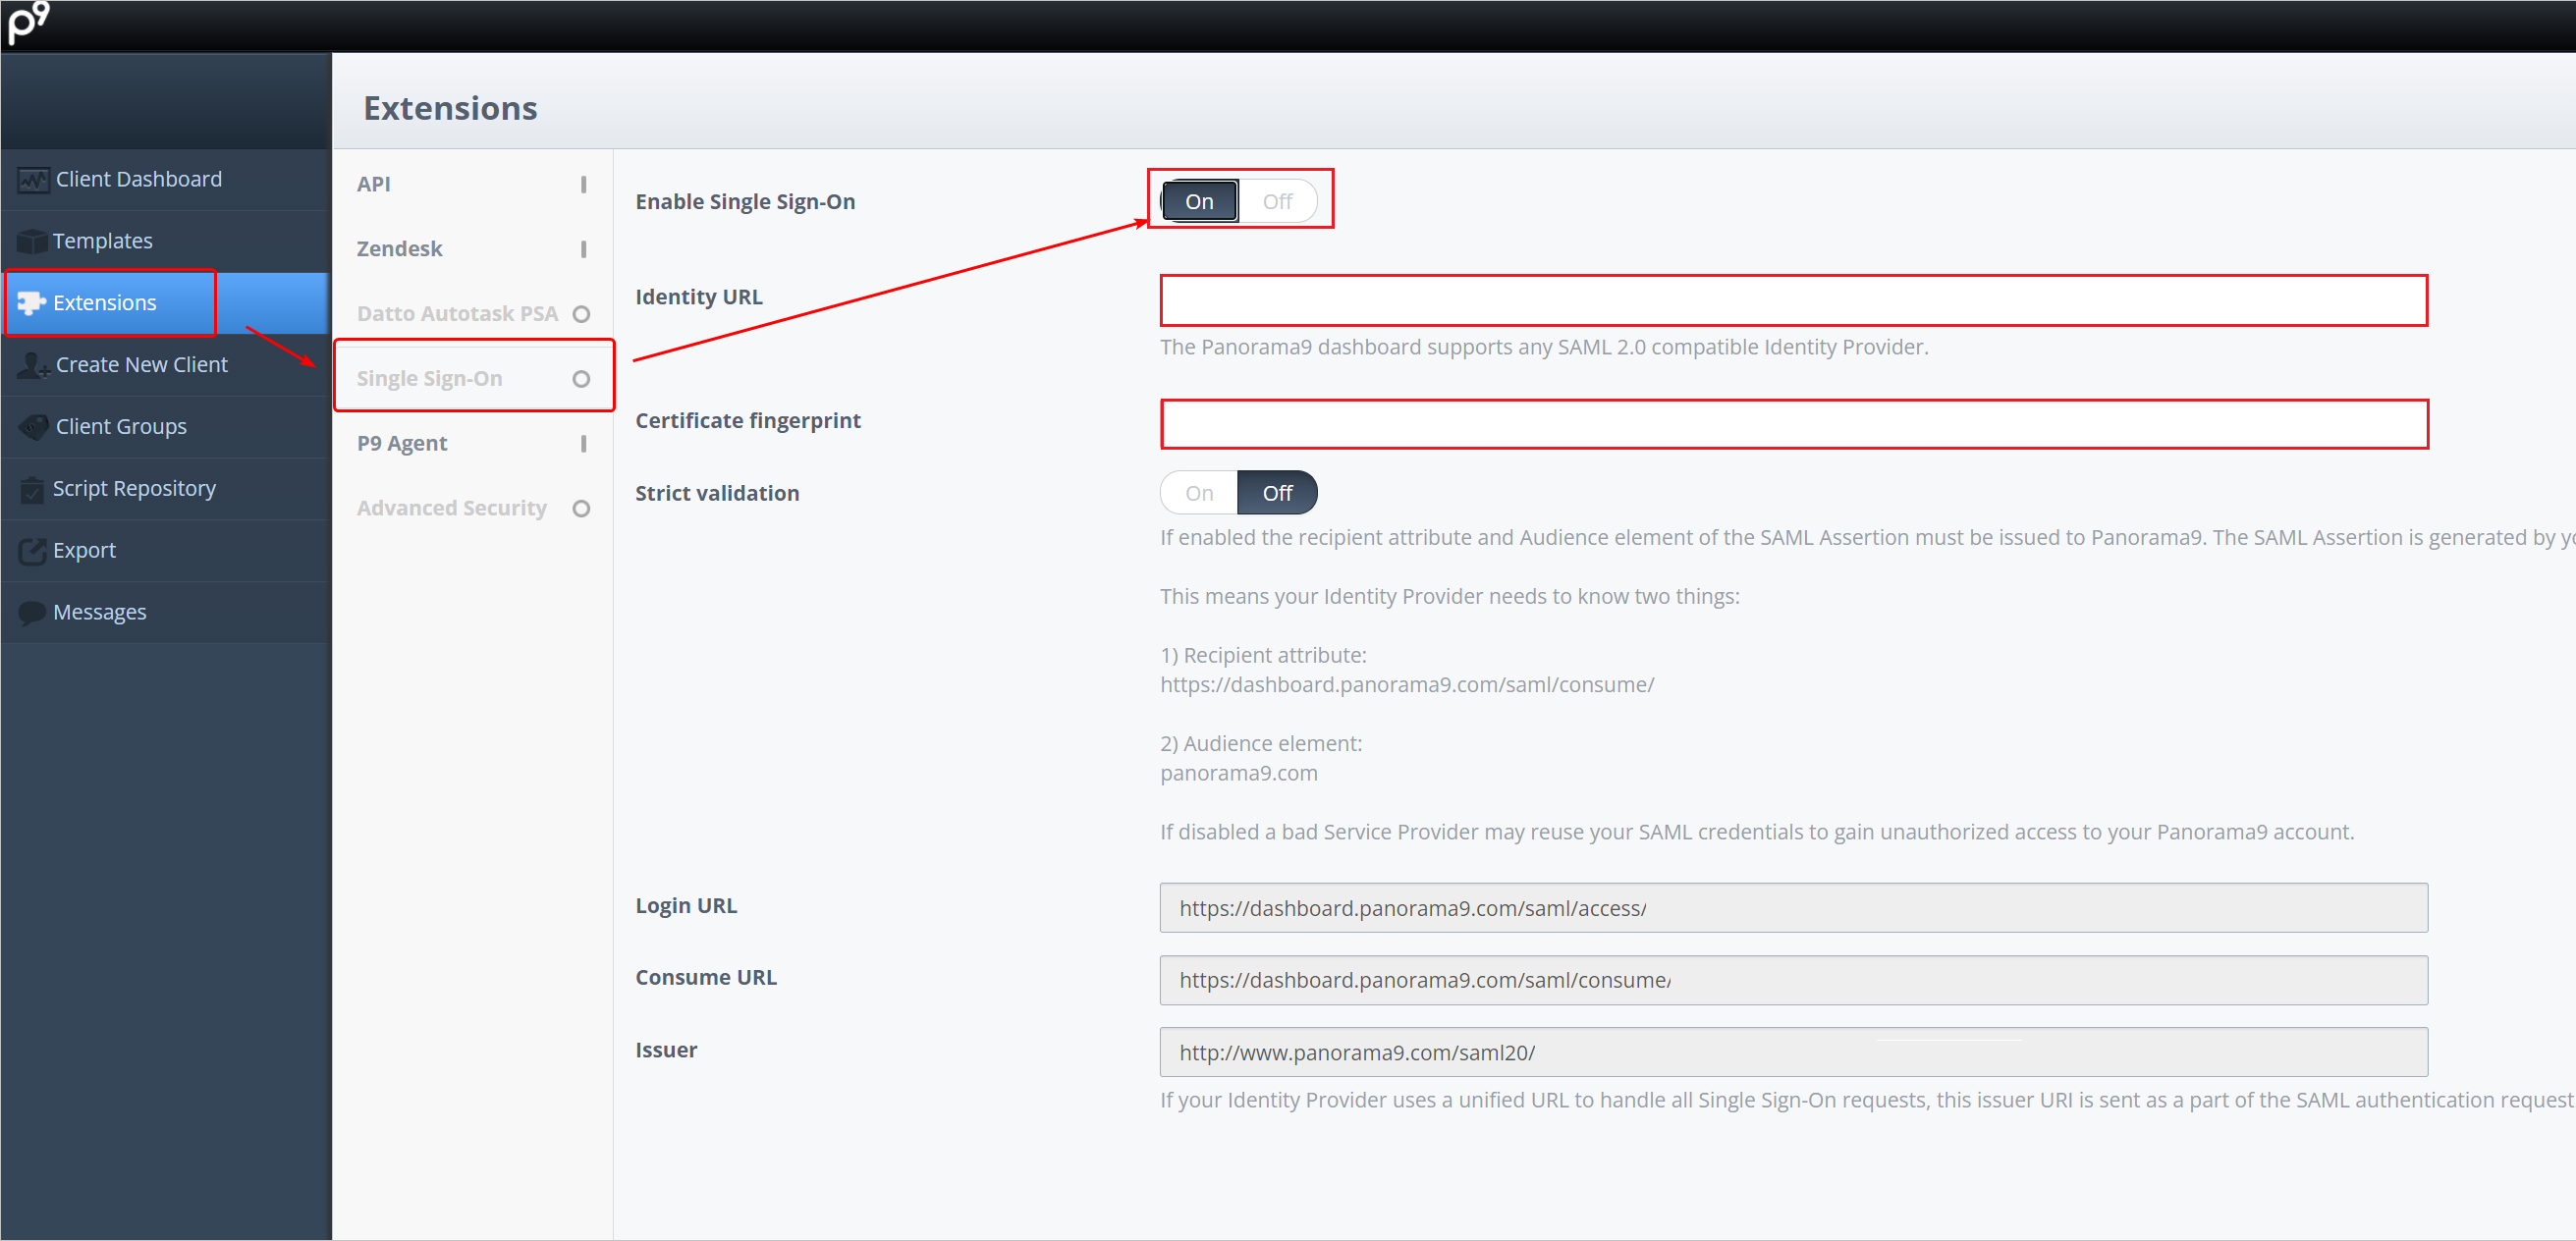 p9
Extensions
Client Dashboard
Templates
Extensions
Create New Client
Client Groups
Script Repository
Export
Messages
API
Zendesk
Datto Autotask PSA
Single Sign-On
P9 Agent
Advanced Security
Enable Single Sign-On
On Off
Identity URL
The Panorama9 dashboard supports any SAML 2.0 compatible Identity Provider.
Certificate fingerprint
Strict validation
On Off
If enabled the recipient attribute and Audience element of the SAML Assertion must be issued to Panorama9. The SAML Assertion is generated by
This means your Identity Provider needs to know two things:
1) Recipient attribute:
https://dashboard.panorama9.com/saml/consume/
2) Audience element:
panorama9.com
If disabled a bad Service Provider may reuse your SAML credentials to gain unauthorized access to your Panorama9 account.
Login URL
https://dashboard.panorama9.com/saml/access/
Consume URL
https://dashboard.panorama9.com/saml/consume/
Issuer
http://www.panorama9.com/saml20/
If your Identity Provider uses a unified URL to handle all Single Sign-On requests, this issuer URI is sent as a part of the SAML authentication request